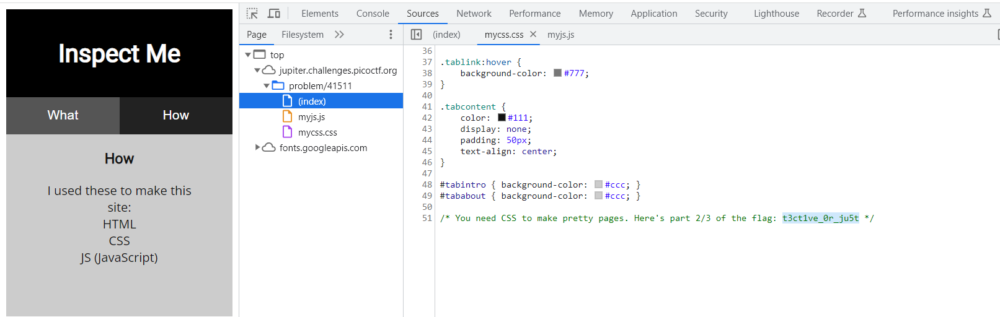 Inspect Me
What How
How
I used these to make this
site:
HTML
CSS
JS (JavaScript)
Elements Console Sources Network Performance Memory Application Security Lighthouse Recorder Performance insights
Page Filesystem
top
jupiter.challenges.picoctf.org
problem/41511
(index)
myjs.js
mycss.css
fonts.googleapis.com
(index) mycss.css myjs.js
36
37 .tablink:hover {
38 background-color: #777;
39 }
40
41 .tabcontent {
42 color: #111;
43 display: none;
44 padding: 50px;
45 text-align: center;
46 }
47
48 #tabintro { background-color: #ccc; }
49 #tababout { background-color: #ccc; }
50
51 /* You need CSS to make pretty pages. Here's part 2/3 of the flag: t3ct1ve_0r_ju5t */